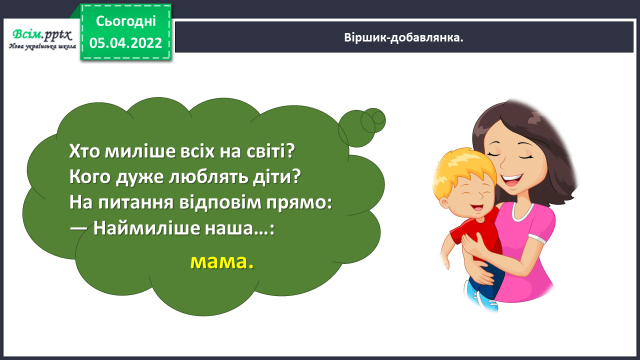 Всім.pptx
Нова українська школа
Сьогодні
05.04.2022
Віршик-добавлянка.
Хто миліше всіх на світі?
Кого дуже люблять діти?
На питання відповім прямо:
— Наймиліше наша…:
мама.